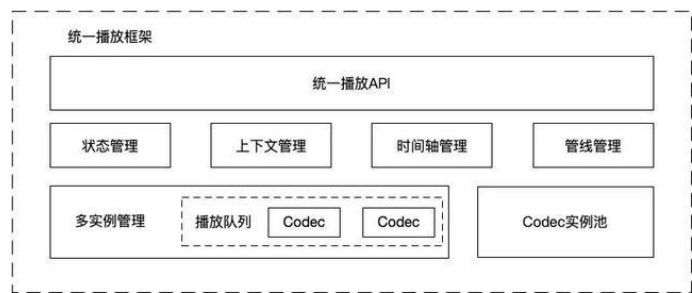 统一播放框架
统一播放API
状态管理
上下文管理
时间轴管理
管线管理
多实例管理
播放队列
Codec
Codec
Codec实例池